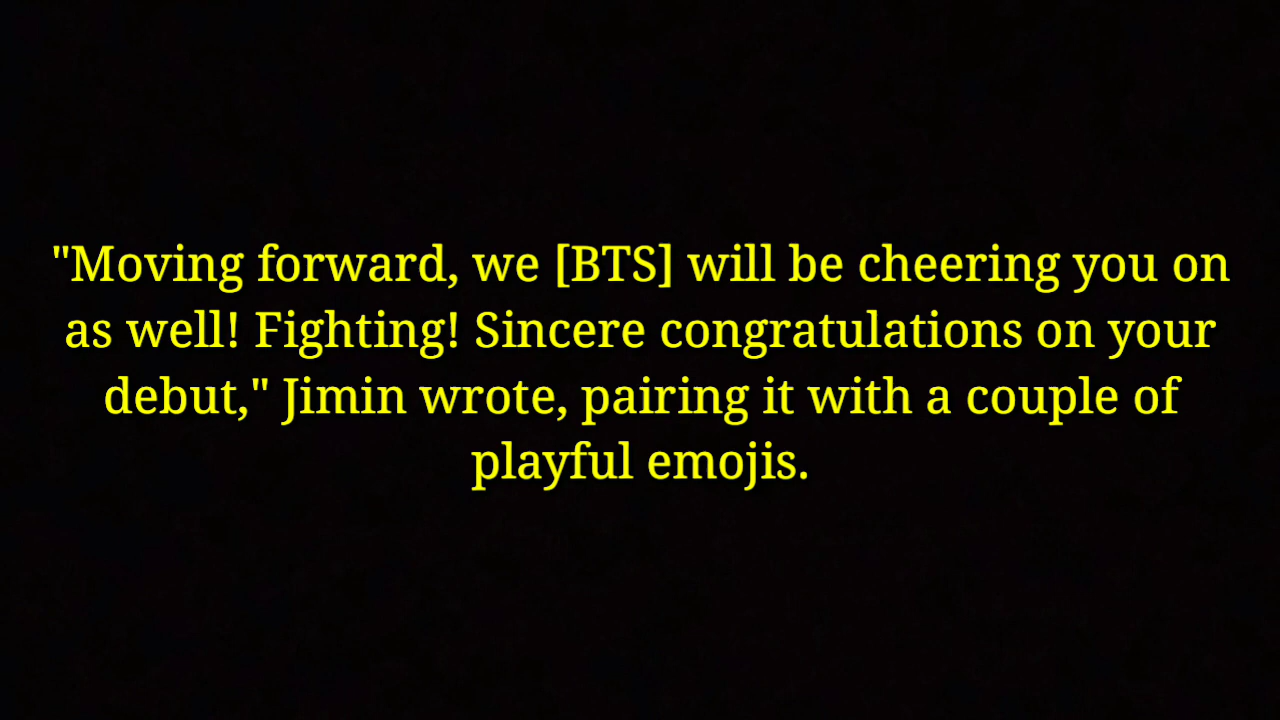 "Moving forward, we [BTS] will be cheering you on
as well! Fighting! Sincere congratulations on your
debut," Jimin wrote, pairing it with a couple of
playful emojis.